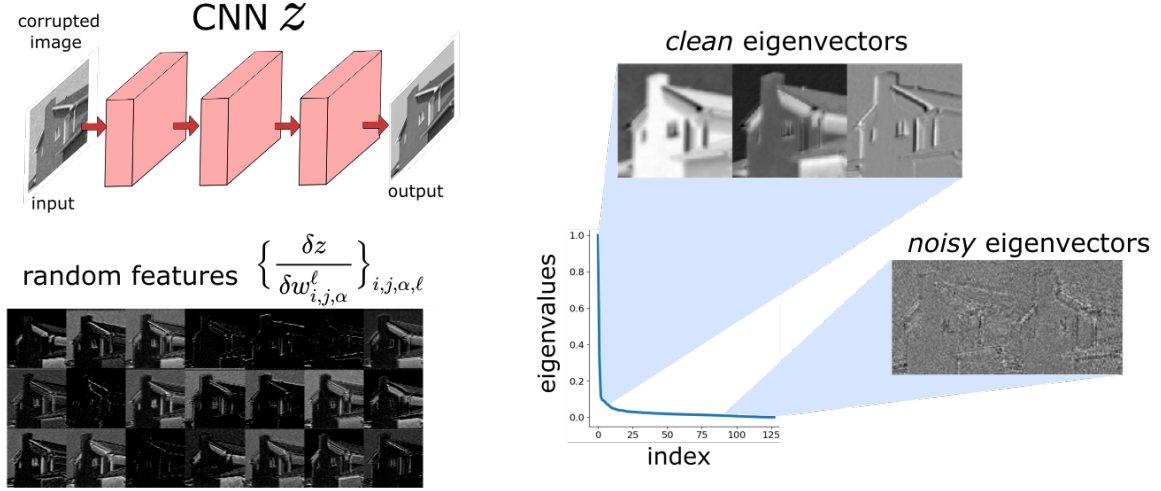 CNN z
corrupted
image
input
output
random features { δz / δw^ℓ_{i,j,α} }_{i,j,α,ℓ}
clean eigenvectors
noisy eigenvectors
eigenvalues
1.0
0.8
0.6
0.4
0.2
0.0
0 25 50 75 100 125
index